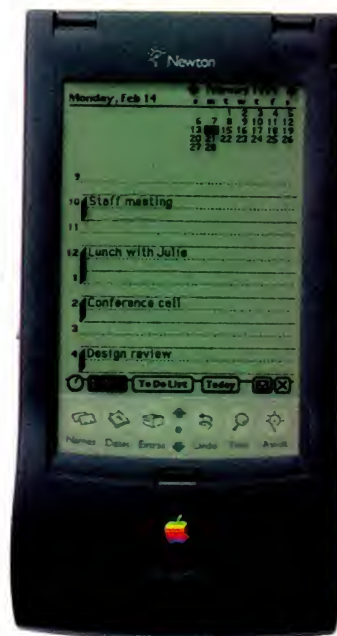 Newton
Monday, Feb 14
February
s m t w t f s
1 2 3 4 5
6 7 8 9 10 11 12
13 15 16 17 18 19
20 21 22 23 24 25 26
27 28
9
10 Staff meeting
11
12 Lunch with Julie
1
2 Conference call
3
4 Design review
To Do List Today
Names Dates Extras Undo Find Assist